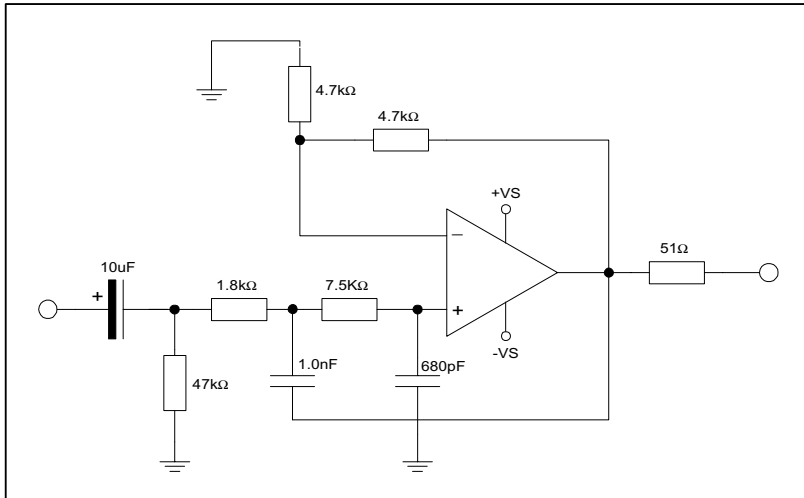 4.7kΩ
4.7kΩ
+VS
−
51Ω
10uF
+
1.8kΩ
7.5KΩ
+
-VS
1.0nF
680pF
47kΩ